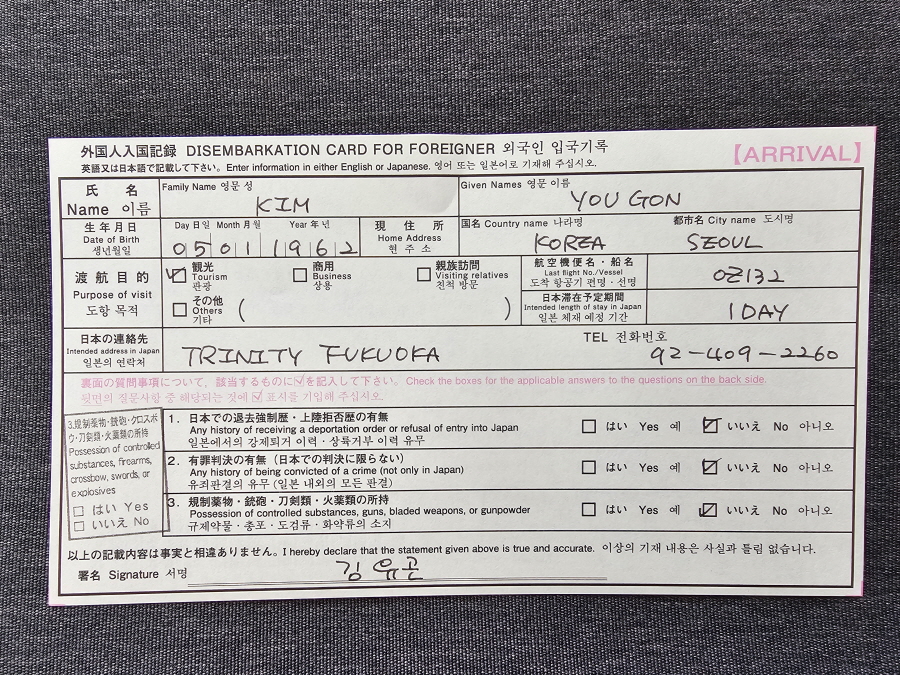 外国人入国記録 DISEMBARKATION CARD FOR FOREIGNER 외국인 입국기록
【ARRIVAL】
英語又は日本語で記載して下さい。Enter information in either English or Japanese. 영어 또는 일본어로 기재해 주십시오.
氏 名
Name 이름
Family Name 영문 성
KIM
Given Names 영문 이름
YOU GON
生年月日
Date of Birth
생년월일
Day 日일 Month 月월 Year 年년
05011962
現 住 所
Home Address
현 주 소
国名 Country name 나라명
KOREA
都市名 City name 도시명
SEOUL
渡航目的
Purpose of visit
도항 목적
☑ 観光
Tourism
관광
□ 商用
Business
상용
□ 親族訪問
Visiting relatives
친척 방문
□ その他
Others
기타
( )
航空機便名・船名
Last flight No./Vessel
도착 항공기 편명・선명
OZ132
日本滞在予定期間
Intended length of stay in Japan
일본 체재 예정 기간
1 DAY
日本の連絡先
Intended address in Japan
일본의 연락처
TRINITY FUKUOKA
TEL 전화번호
92-409-2260
裏面の質問事項について、該当するものに☑を記入して下さい。Check the boxes for the applicable answers to the questions on the back side.
뒷면의 질문사항 중 해당되는 것에 ☑ 표시를 기입해 주십시오.
3.規制薬物・銃砲・クロスボ
ウ・刀剣類・火薬類の所持
Possession of controlled
substances, firearms,
crossbow, swords, or
explosives
□ はい Yes
□ いいえ No
1. 日本での退去強制歴・上陸拒否歴の有無
Any history of receiving a deportation order or refusal of entry into Japan
일본에서의 강제퇴거 이력・상륙거부 이력 유무
□ はい Yes 예 ☑ いいえ No 아니오
2. 有罪判決の有無（日本での判決に限らない）
Any history of being convicted of a crime (not only in Japan)
유죄판결의 유무 (일본 내외의 모든 판결)
□ はい Yes 예 ☑ いいえ No 아니오
3. 規制薬物・銃砲・刀剣類・火薬類の所持
Possession of controlled substances, guns, bladed weapons, or gunpowder
규제약물・총포・도검류・화약류의 소지
□ はい Yes 예 ☑ いいえ No 아니오
以上の記載内容は事実と相違ありません。I hereby declare that the statement given above is true and accurate. 이상의 기재 내용은 사실과 틀림 없습니다.
署名 Signature 서명
김유곤